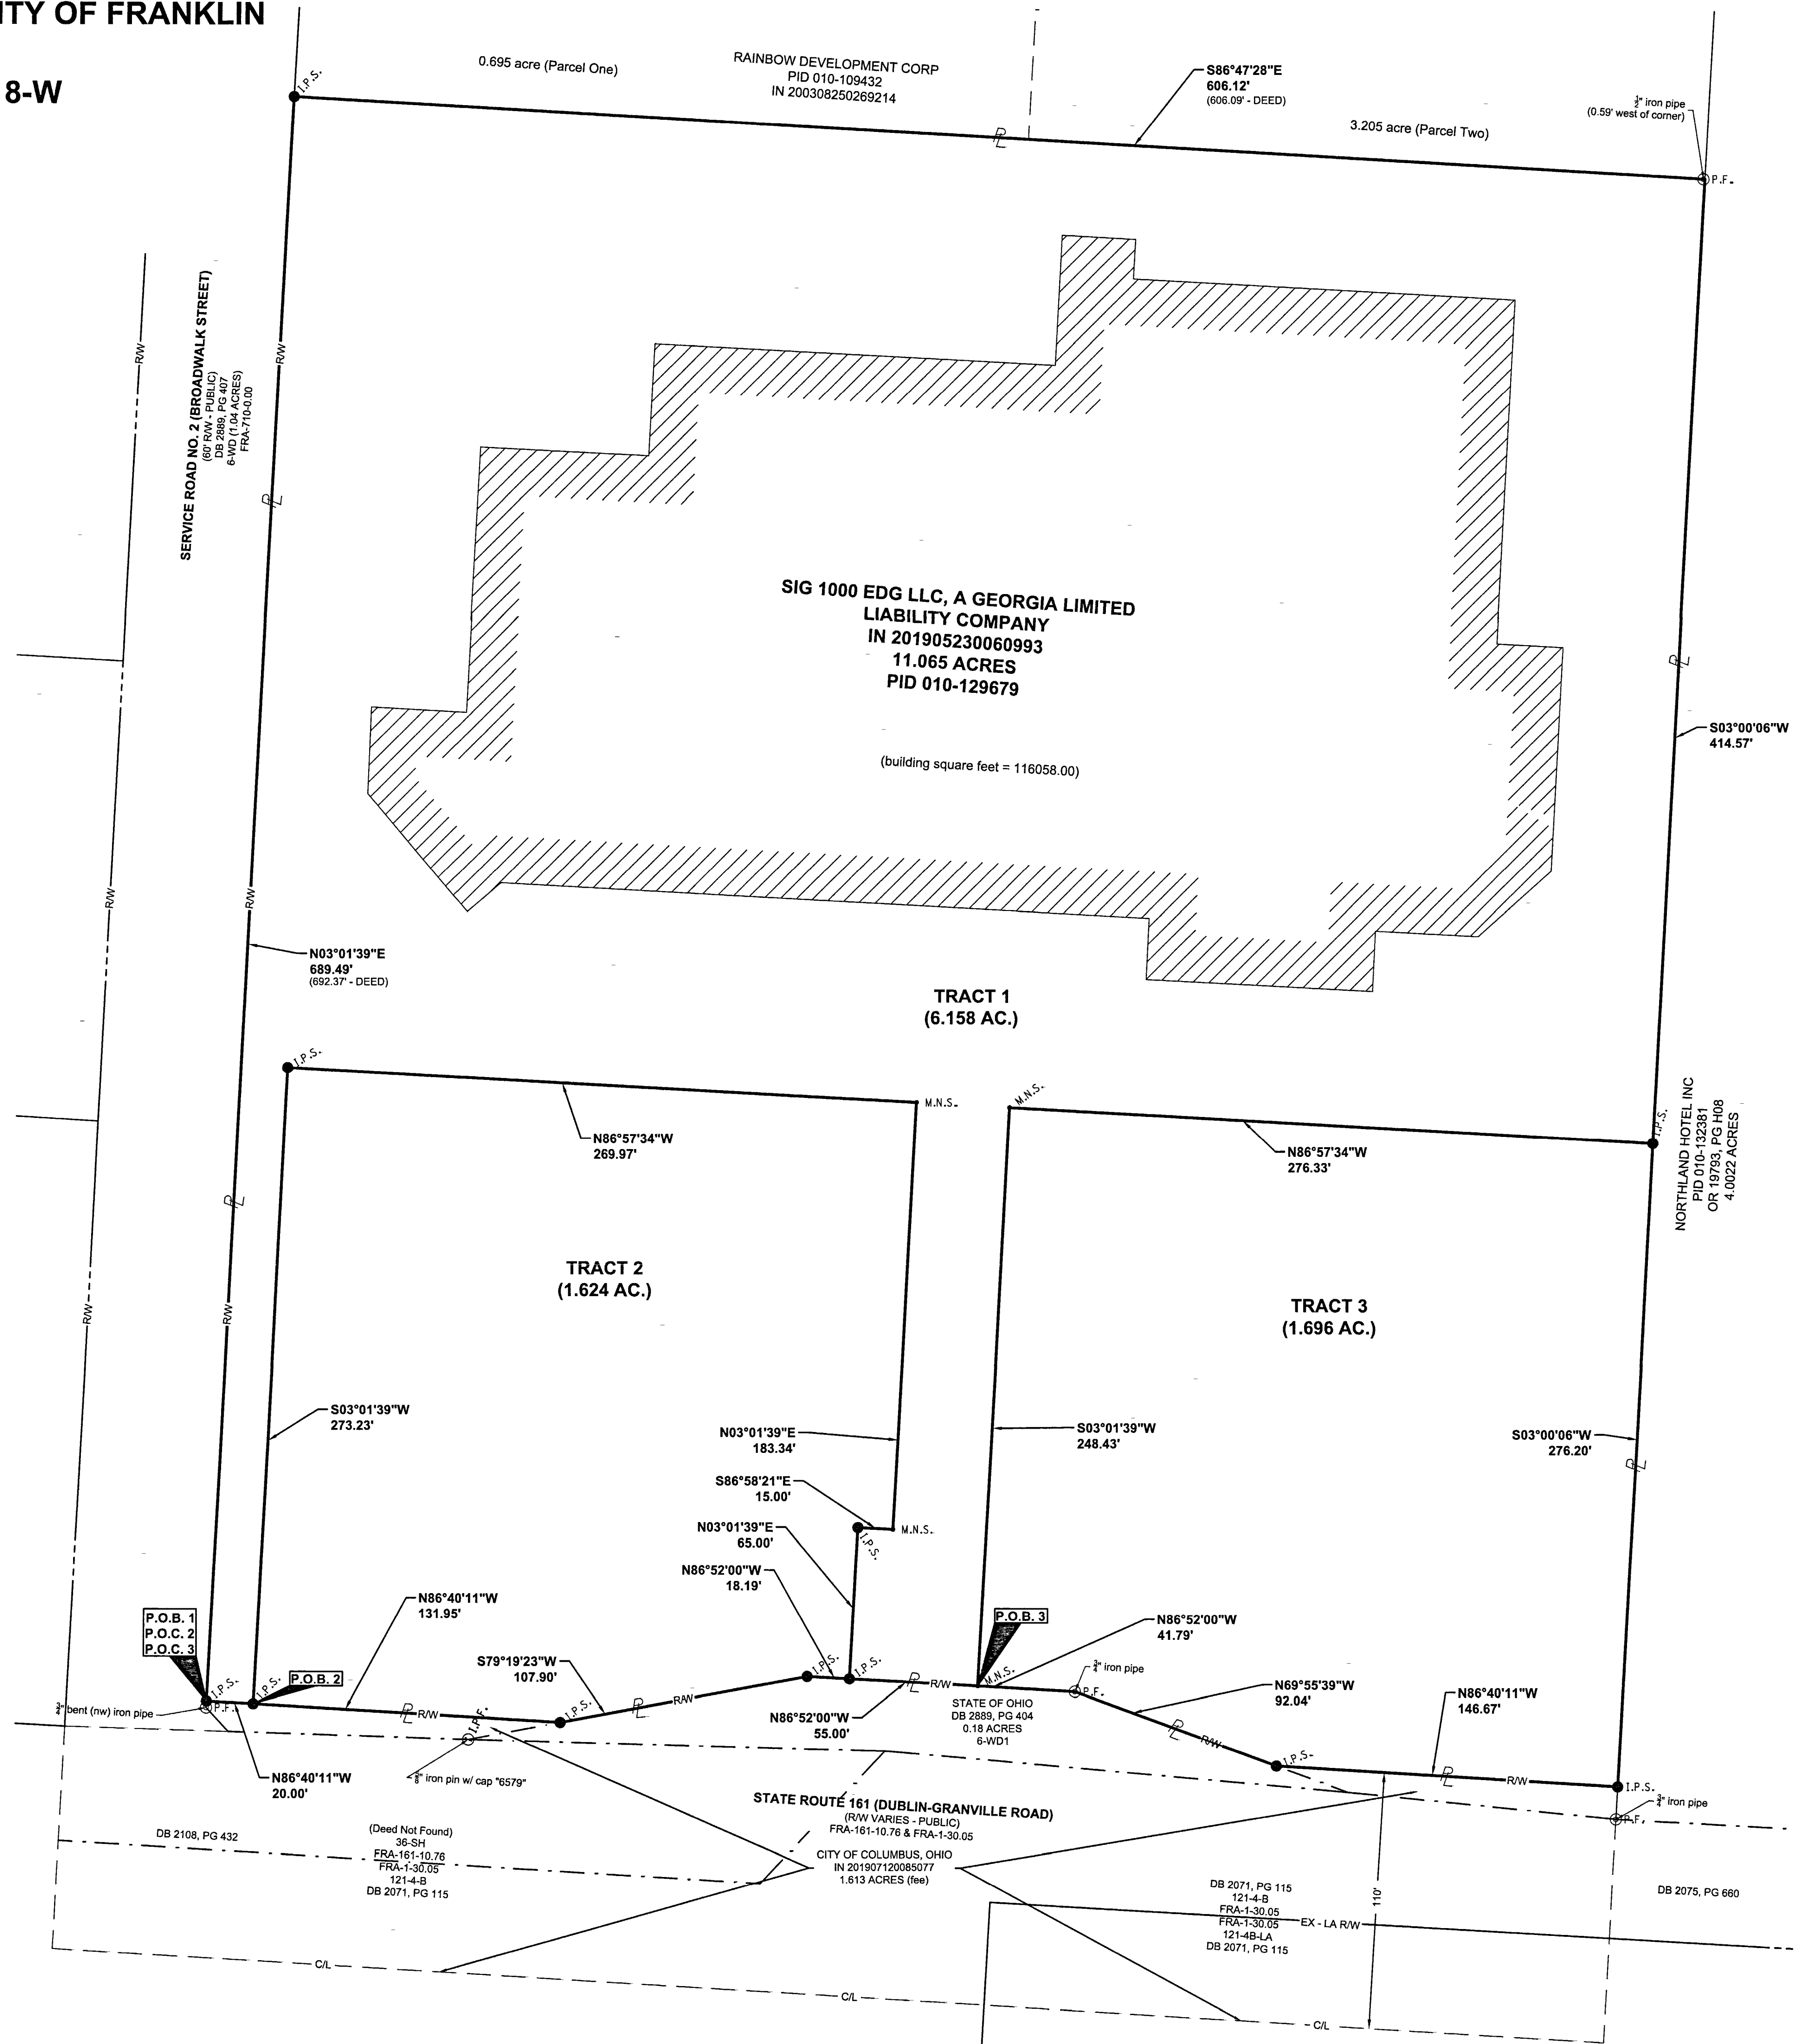 ITY OF FRANKLIN
8-W
I.P.S.
0.695 acre (Parcel One)
RAINBOW DEVELOPMENT CORP
PID 010-109432
IN 200308250269214
S86°47'28"E
606.12'
(606.09' - DEED)
3.205 acre (Parcel Two)
½" iron pipe
(0.59' west of corner)
P.F.
PL
R/W
R/W
SERVICE ROAD NO. 2 (BROADWALK STREET)
(60' R/W - PUBLIC)
DB 2889, PG 407
6-WD (1.04 ACRES)
FRA-710-0.00
PL
SIG 1000 EDG LLC, A GEORGIA LIMITED
LIABILITY COMPANY
IN 201905230060993
11.065 ACRES
PID 010-129679
(building square feet = 116058.00)
PL
S03°00'06"W
414.57'
R/W
R/W
N03°01'39"E
689.49'
(692.37' - DEED)
TRACT 1
(6.158 AC.)
I.P.S.
M.N.S.
M.N.S.
I.P.S.
N86°57'34"W
269.97'
N86°57'34"W
276.33'
NORTHLAND HOTEL INC
PID 010-132381
OR 19793, PG H08
4.0022 ACRES
PL
TRACT 2
(1.624 AC.)
TRACT 3
(1.696 AC.)
R/W
R/W
S03°01'39"W
273.23'
N03°01'39"E
183.34'
S03°01'39"W
248.43'
S03°00'06"W
276.20'
PL
S86°58'21"E
15.00'
M.N.S.
I.P.S.
N03°01'39"E
65.00'
N86°52'00"W
18.19'
N86°40'11"W
131.95'
P.O.B. 1
P.O.C. 2
P.O.C. 3
P.O.B. 3
N86°52'00"W
41.79'
S79°19'23"W
107.90'
P.O.B. 2
I.P.S.
I.P.S.
I.P.S.
I.P.S.
M.N.S.
¾" iron pipe
P.F.
N69°55'39"W
92.04'
N86°40'11"W
146.67'
¾" bent (nw) iron pipe
P.F.
PL
R/W
I.P.F.
I.P.S.
PL
R/W
PL
R/W
N86°52'00"W
55.00'
STATE OF OHIO
DB 2889, PG 404
0.18 ACRES
6-WD1
PL
R/W
I.P.S.
PL
R/W
I.P.S.
¾" iron pipe
P.F.
N86°40'11"W
20.00'
⅝" iron pin w/ cap "6579"
STATE ROUTE 161 (DUBLIN-GRANVILLE ROAD)
(R/W VARIES - PUBLIC)
FRA-161-10.76 & FRA-1-30.05
DB 2108, PG 432
(Deed Not Found)
36-SH
FRA-161-10.76
FRA-1-30.05
121-4-B
DB 2071, PG 115
CITY OF COLUMBUS, OHIO
IN 201907120085077
1.613 ACRES (fee)
DB 2071, PG 115
121-4-B
FRA-1-30.05
FRA-1-30.05
121-4B-LA
DB 2071, PG 115
EX - LA R/W
110'
DB 2075, PG 660
C/L
C/L
C/L